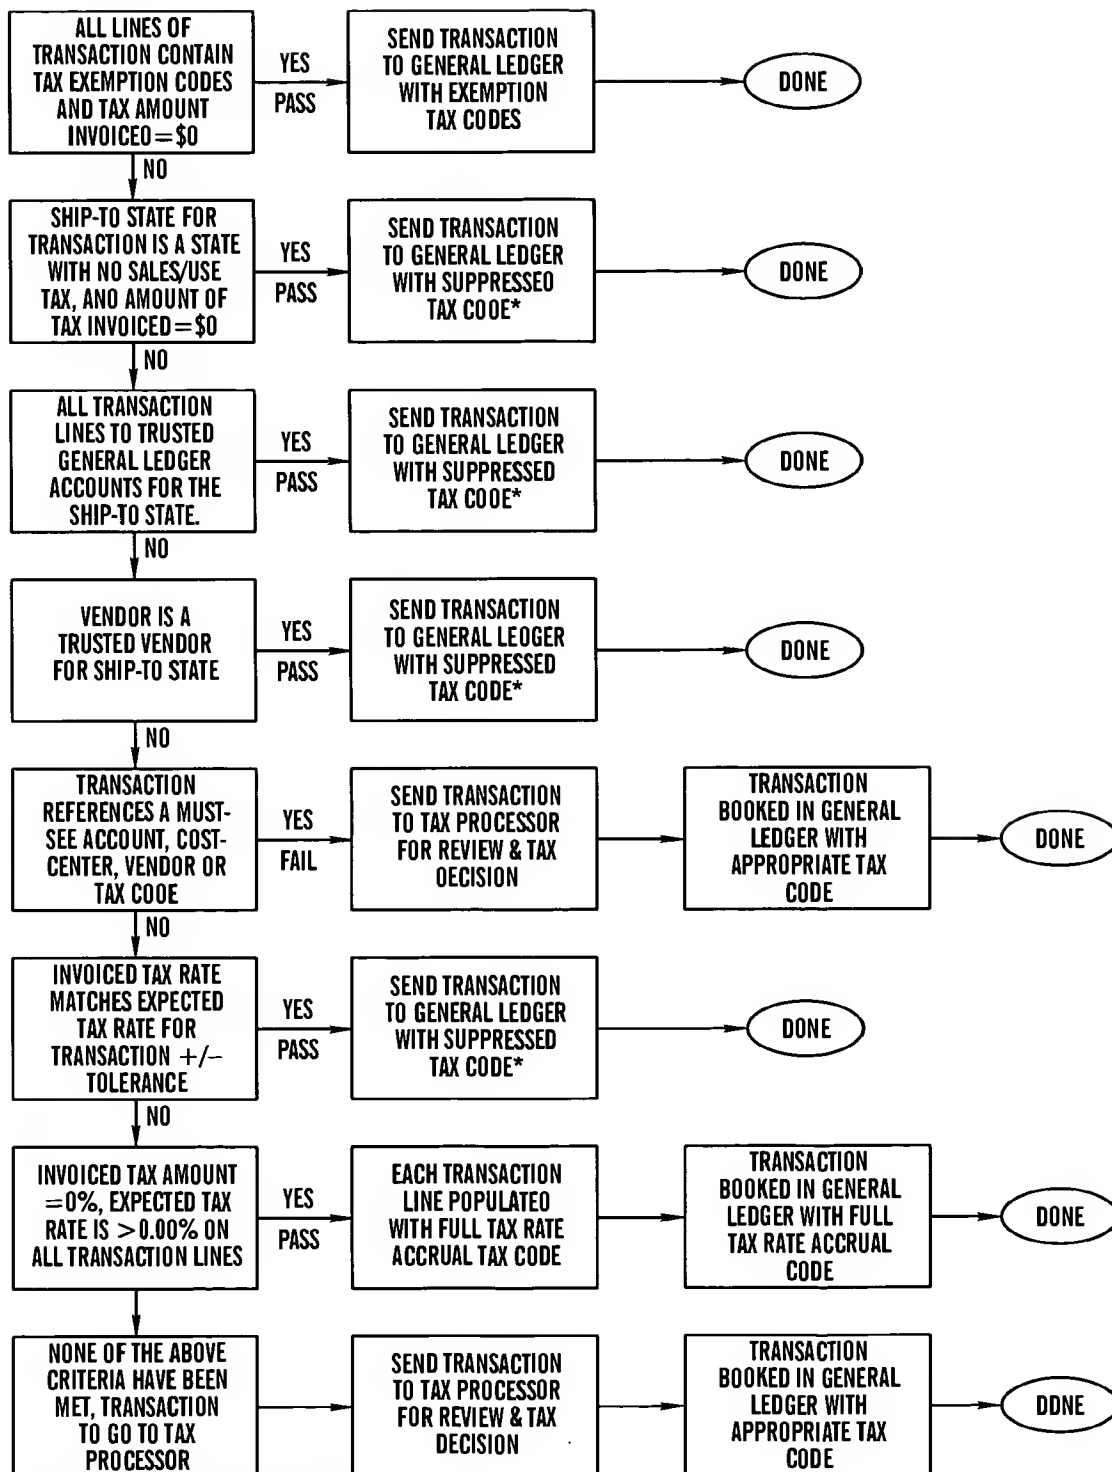 ALL LINES OF
TRANSACTION CONTAIN
TAX EXEMPTION CODES
AND TAX AMOUNT
INVOICEO=$0
YES
PASS
SEND TRANSACTION
TO GENERAL LEDGER
WITH EXEMPTION
TAX CODES
DONE
NO
SHIP-TO STATE FOR
TRANSACTION IS A STATE
WITH NO SALES/USE
TAX, ANO AMOUNT OF
TAX INVOICED=$0
YES
PASS
SEND TRANSACTION
TO GENERAL LEDGER
WITH SUPPRESSEO
TAX COOE*
DONE
NO
ALL TRANSACTION
LINES TO TRUSTED
GENERAL LEDGER
ACCOUNTS FOR THE
SHIP-TO STATE.
YES
PASS
SEND TRANSACTION
TO GENERAL LEDGER
WITH SUPPRESSED
TAX COOE*
DONE
NO
VENDOR IS A
TRUSTED VENDOR
FOR SHIP-TO STATE
YES
PASS
SEND TRANSACTION
TO GENERAL LEOGER
WITH SUPPRESSED
TAX CODE*
DONE
NO
TRANSACTION
REFERENCES A MUST-
SEE ACCOUNT, COST-
CENTER, VENDOR OR
TAX COOE
YES
FAIL
SEND TRANSACTION
TO TAX PROCESSOR
FOR REVIEW & TAX
OECISION
TRANSACTION
BOOKED IN GENERAL
LEDGER WITH
APPROPRIATE TAX
CODE
DONE
NO
INVOICED TAX RATE
MATCHES EXPECTED
TAX RATE FOR
TRANSACTION +/-
TOLERANCE
YES
PASS
SEND TRANSACTION
TO GENERAL LEDGER
WITH SUPPRESSED
TAX CODE*
DONE
NO
INVOICED TAX AMOUNT
=0%, EXPECTED TAX
RATE IS >0.00% ON
ALL TRANSACTION LINES
YES
PASS
EACH TRANSACTION
LINE POPULATED
WITH FULL TAX RATE
ACCRUAL TAX CODE
TRANSACTION
BOOKED IN GENERAL
LEDGER WITH FULL
TAX RATE ACCRUAL
CODE
DONE
NONE OF THE ABOVE
CRITERIA HAVE BEEN
MET, TRANSACTION
TO GO TO TAX
PROCESSOR
SEND TRANSACTION
TO TAX PROCESSOR
FOR REVIEW & TAX
DECISION
TRANSACTION
BOOKED IN GENERAL
LEDGER WITH
APPROPRIATE TAX
CODE
DDNE